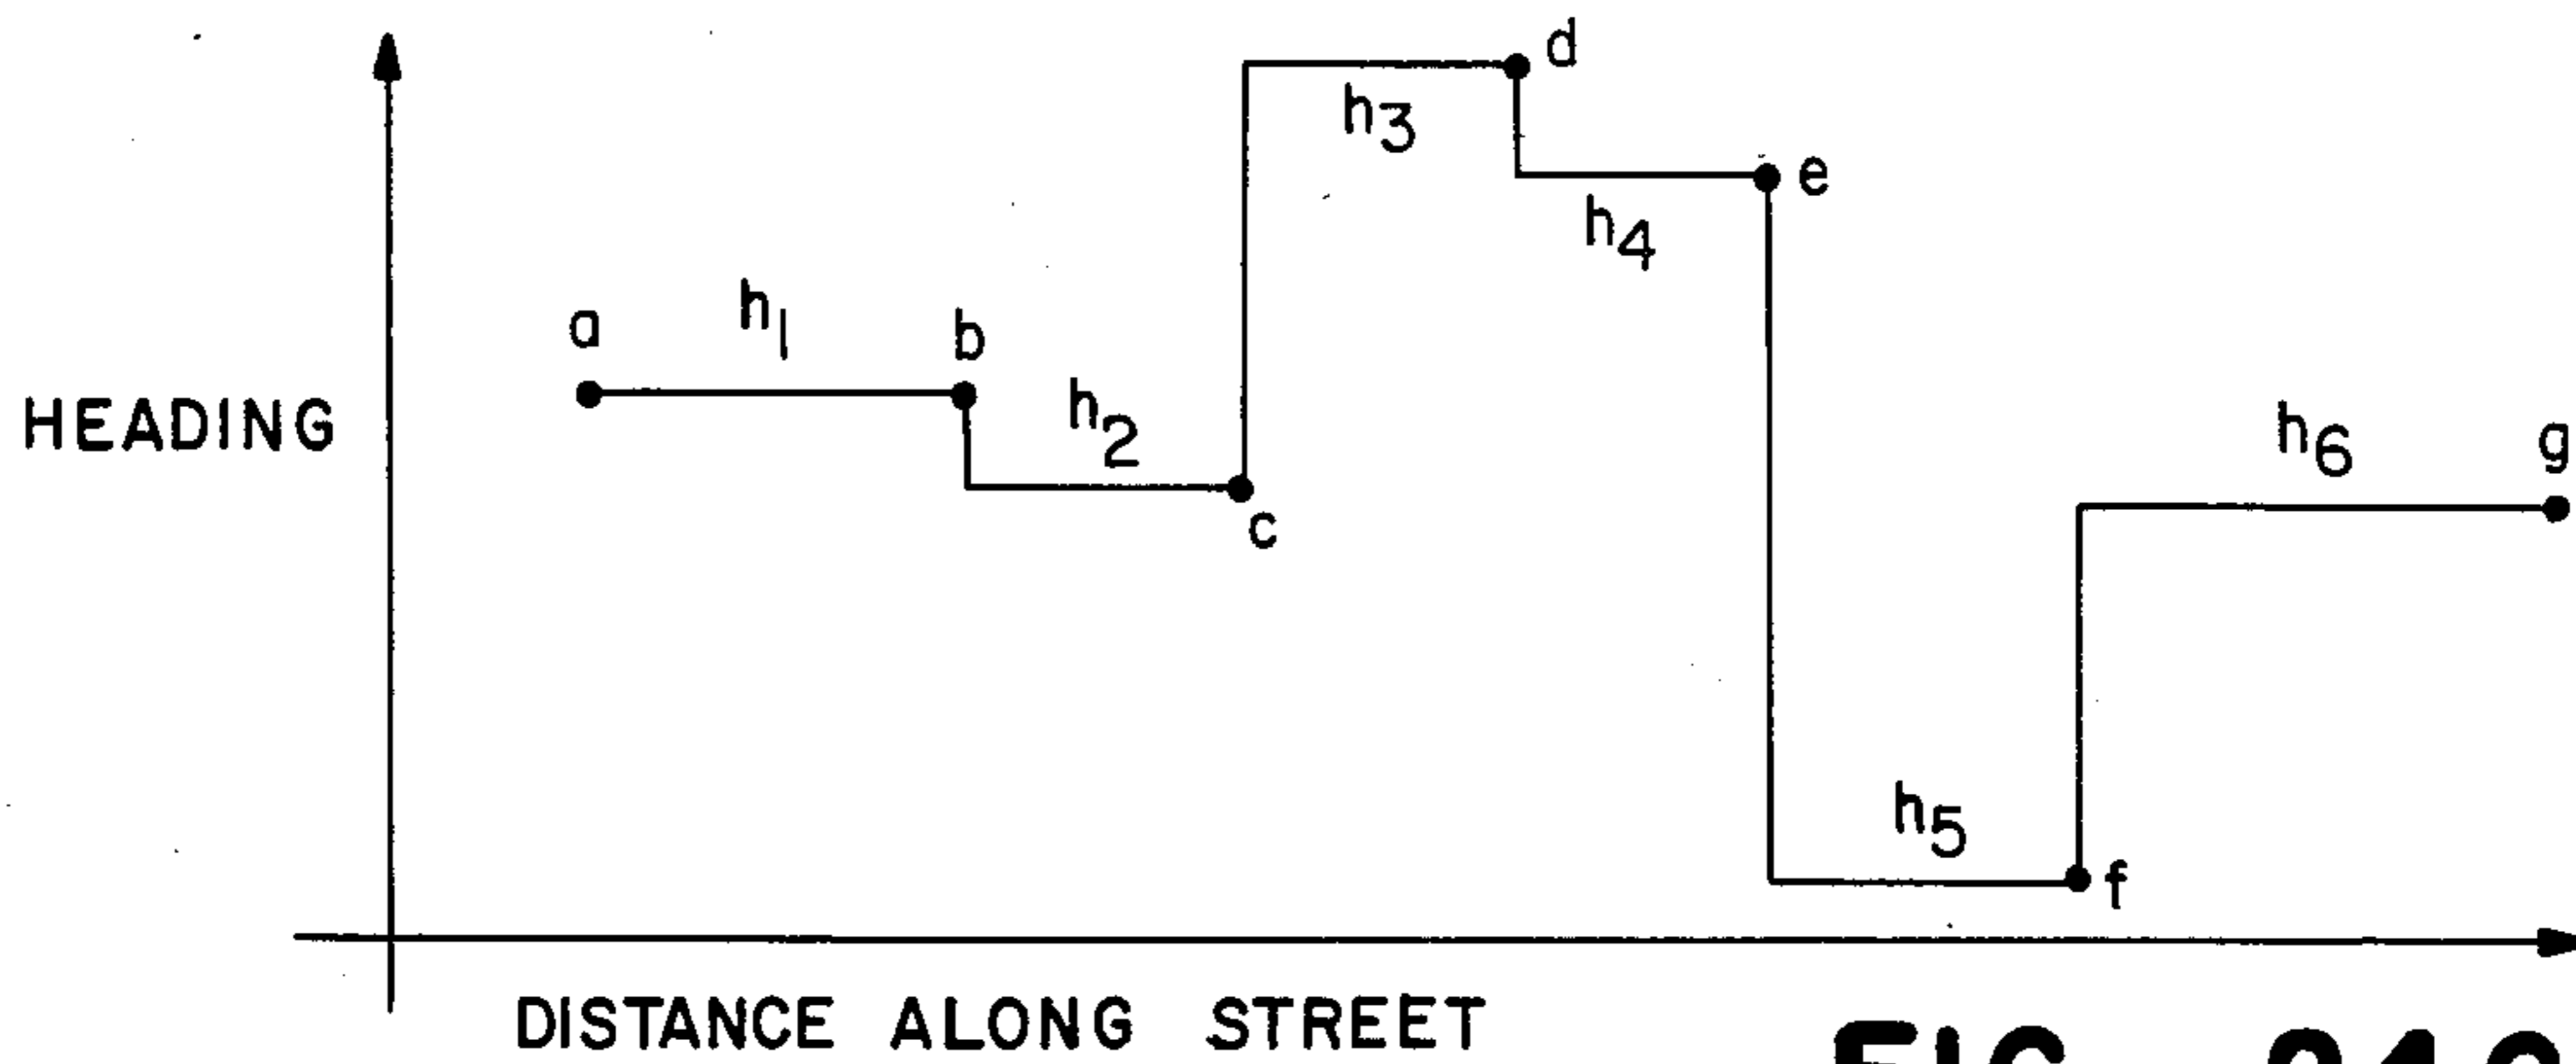 d
h3
e
h4
h1
a
b
h2
HEADING
h6
g
c
h5
f
DISTANCE ALONG STREET